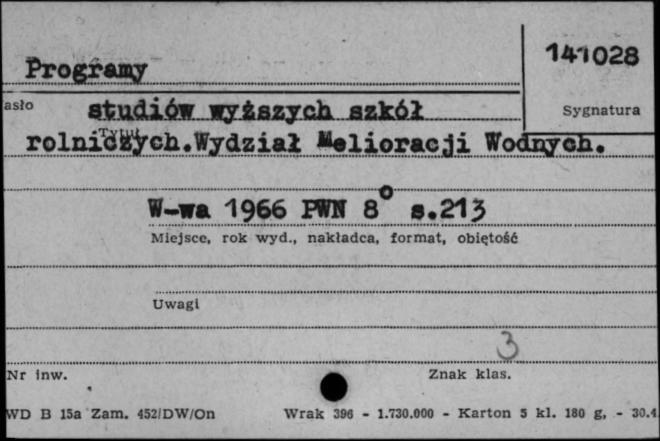 141028
Programy
asło
studiów wyższych szkół
Sygnatura
Tytuł
rolniczych.Wydział Melioracji Wodnych.
W-wa 1966 PWN 8° s.213
Miejsce, rok wyd., nakładca, format, objętość
Uwagi
3
Nr inw.
Znak klas.
WD B 15a Zam. 452/DW/On Wrak 396 - 1.730.000 - Karton 5 kl. 180 g, - 30.4